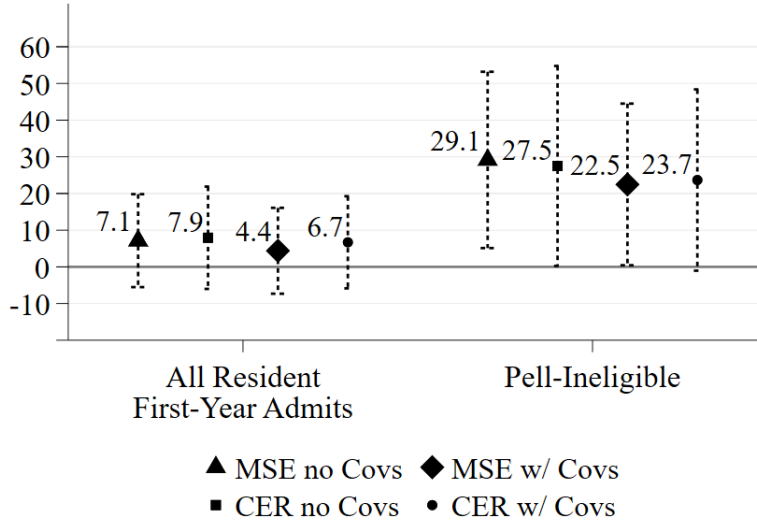 60
50
40
30
20
10
0
-10
7.1
7.9
4.4
6.7
29.1
27.5
22.5
23.7
All Resident
First-Year Admits
Pell-Ineligible
MSE no Covs
MSE w/ Covs
CER no Covs
CER w/ Covs